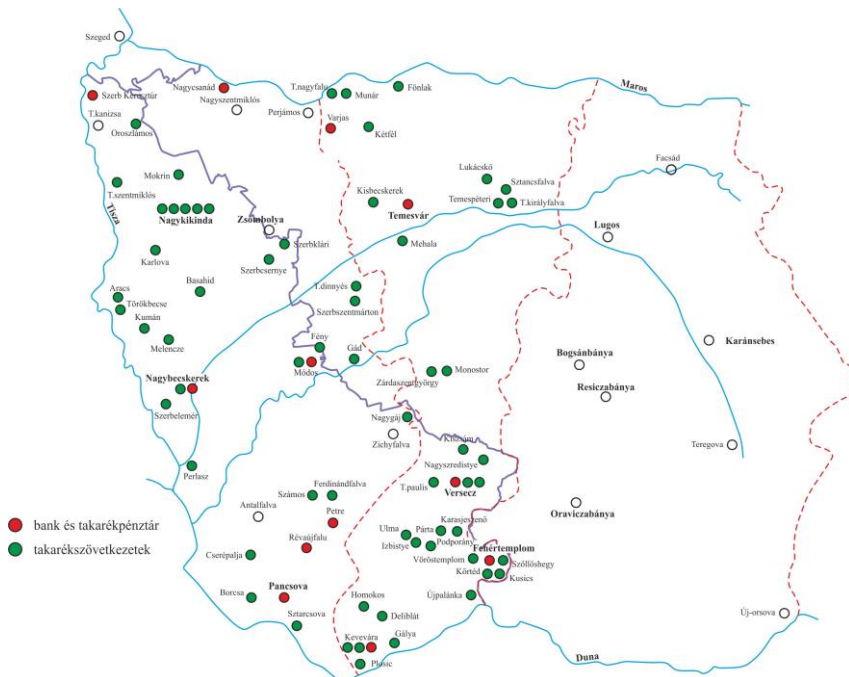 Szeged
Szerb Keresztúr
Nagycsanád
Nagyszentmiklós
T.kanizsa
Oroszlámos
Perjámos
T.nagyfalu
Munár
Fönlak
Varjas
Kétfél
Maros
Facsád
Lukácskö
Sztancsfalva
Temespéteri
T.királyfalva
Mokrin
T.szentmiklós
Nagykikinda
Tisza
Zsombolya
Szerbklári
Szerbcsernye
Kisbecskerek
Temesvár
Mehala
Lugos
Karlova
Basahid
Aracs
Törökbecse
Kumán
Melencze
T.dinnyés
Szerbszentmárton
Fény
Módos
Gád
Nagybecskerek
Szerbelemér
Perlasz
Zárdaszentgyörgy
Monostor
Bogsánbánya
Resiczabánya
Karánsebes
Teregova
Nagygáj
Zichyfalva
Kiszsám
Nagyszredistye
T.paulis
Versecz
Számos
Ferdinándfalva
Petre
Antalfalva
Révaújfalu
Cserépalja
Ulma
Párta
Karasjeszenő
Izbistye
Podporány
Vöröstemplom
Fehértemplom
Szőllőshegy
Körtéd
Kusics
Oraviczabánya
Borcsa
Pancsova
Sztarcsova
Homokos
Deliblát
Kevevára
Gálya
Plosic
Újpalánka
Új-orsova
Duna
bank és takarékpénztár
takarékszövetkezetek